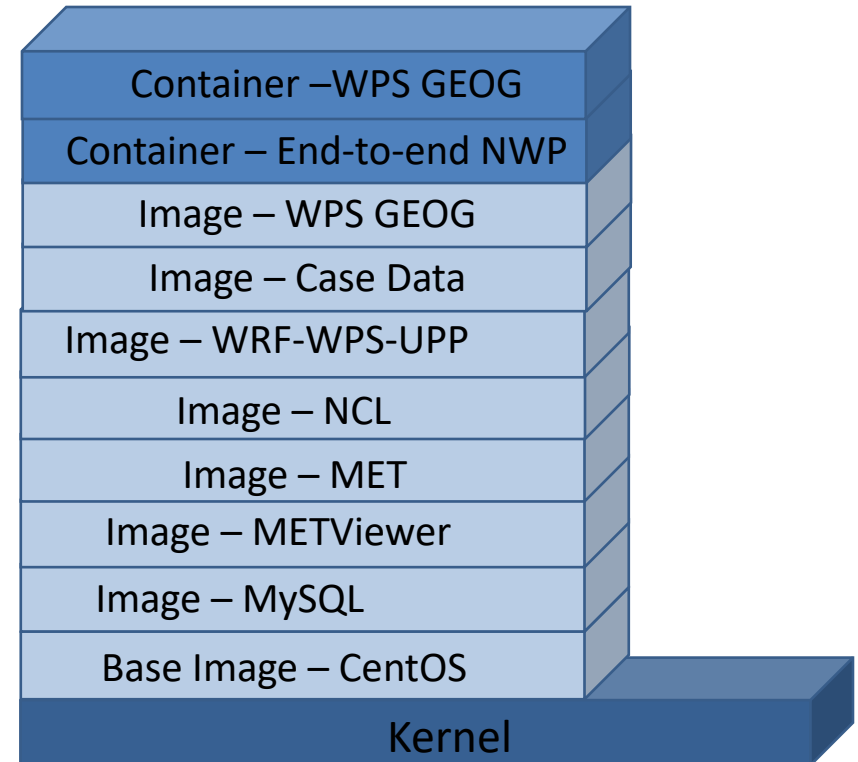 Container –WPS GEOG
Container – End-to-end NWP
Image – WPS GEOG
Image – Case Data
Image – WRF-WPS-UPP
Image – NCL
Image – MET
Image – METViewer
Image – MySQL
Base Image – CentOS
Kernel